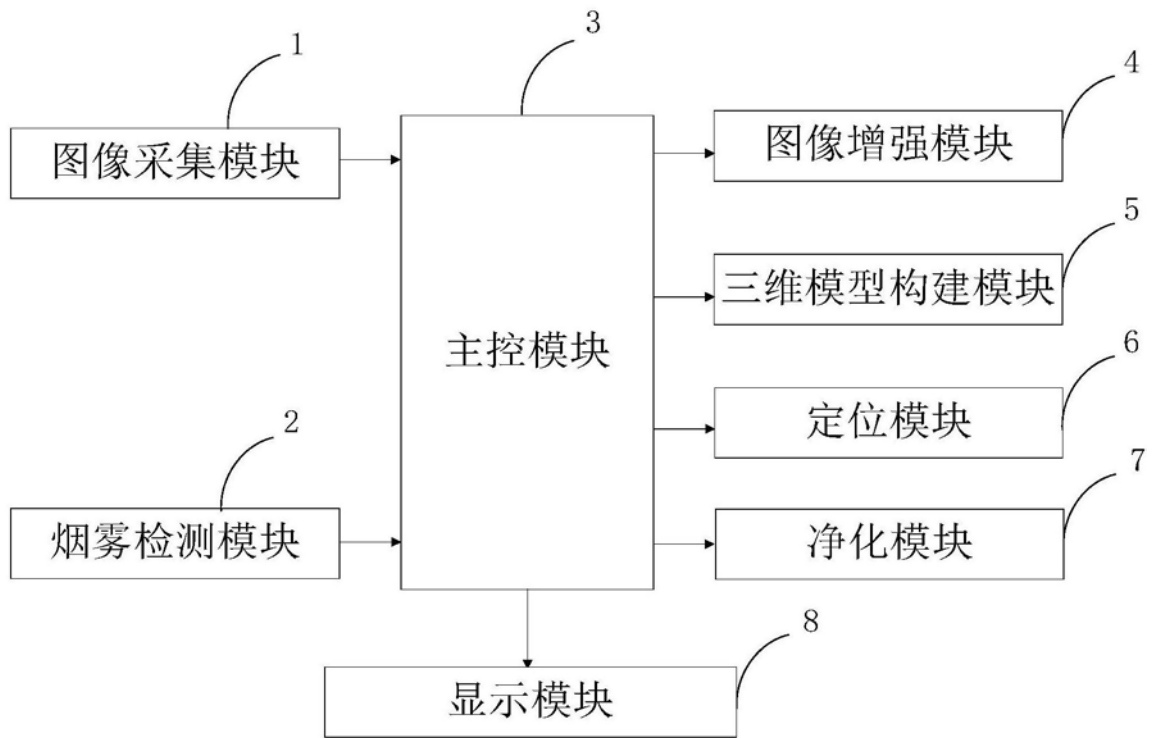 3
1
4
图像采集模块
图像增强模块
5
三维模型构建模块
主控模块
6
定位模块
2
7
烟雾检测模块
净化模块
8
显示模块